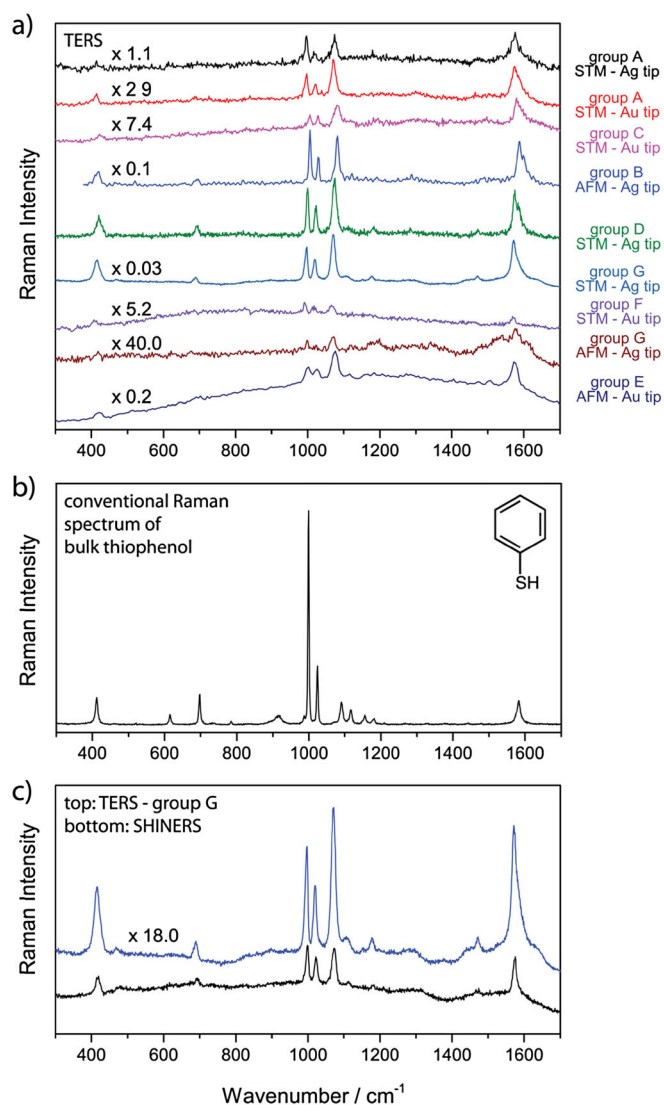 a)
TERS
x 1.1
group A
STM - Ag tip
x 2 9
group A
STM - Au tip
x 7.4
group C
STM - Au tip
x 0.1
group B
AFM - Ag tip
group D
STM - Ag tip
x 0.03
group G
STM - Ag tip
x 5.2
group F
STM - Au tip
x 40.0
group G
AFM - Ag tip
x 0.2
group E
AFM - Au tip
Raman Intensity
400 600 800 1000 1200 1400 1600
b)
conventional Raman
spectrum of
bulk thiophenol
SH
Raman Intensity
400 600 800 1000 1200 1400 1600
c)
top: TERS - group G
bottom: SHINERS
x 18.0
Raman Intensity
400 600 800 1000 1200 1400 1600
Wavenumber / cm⁻¹